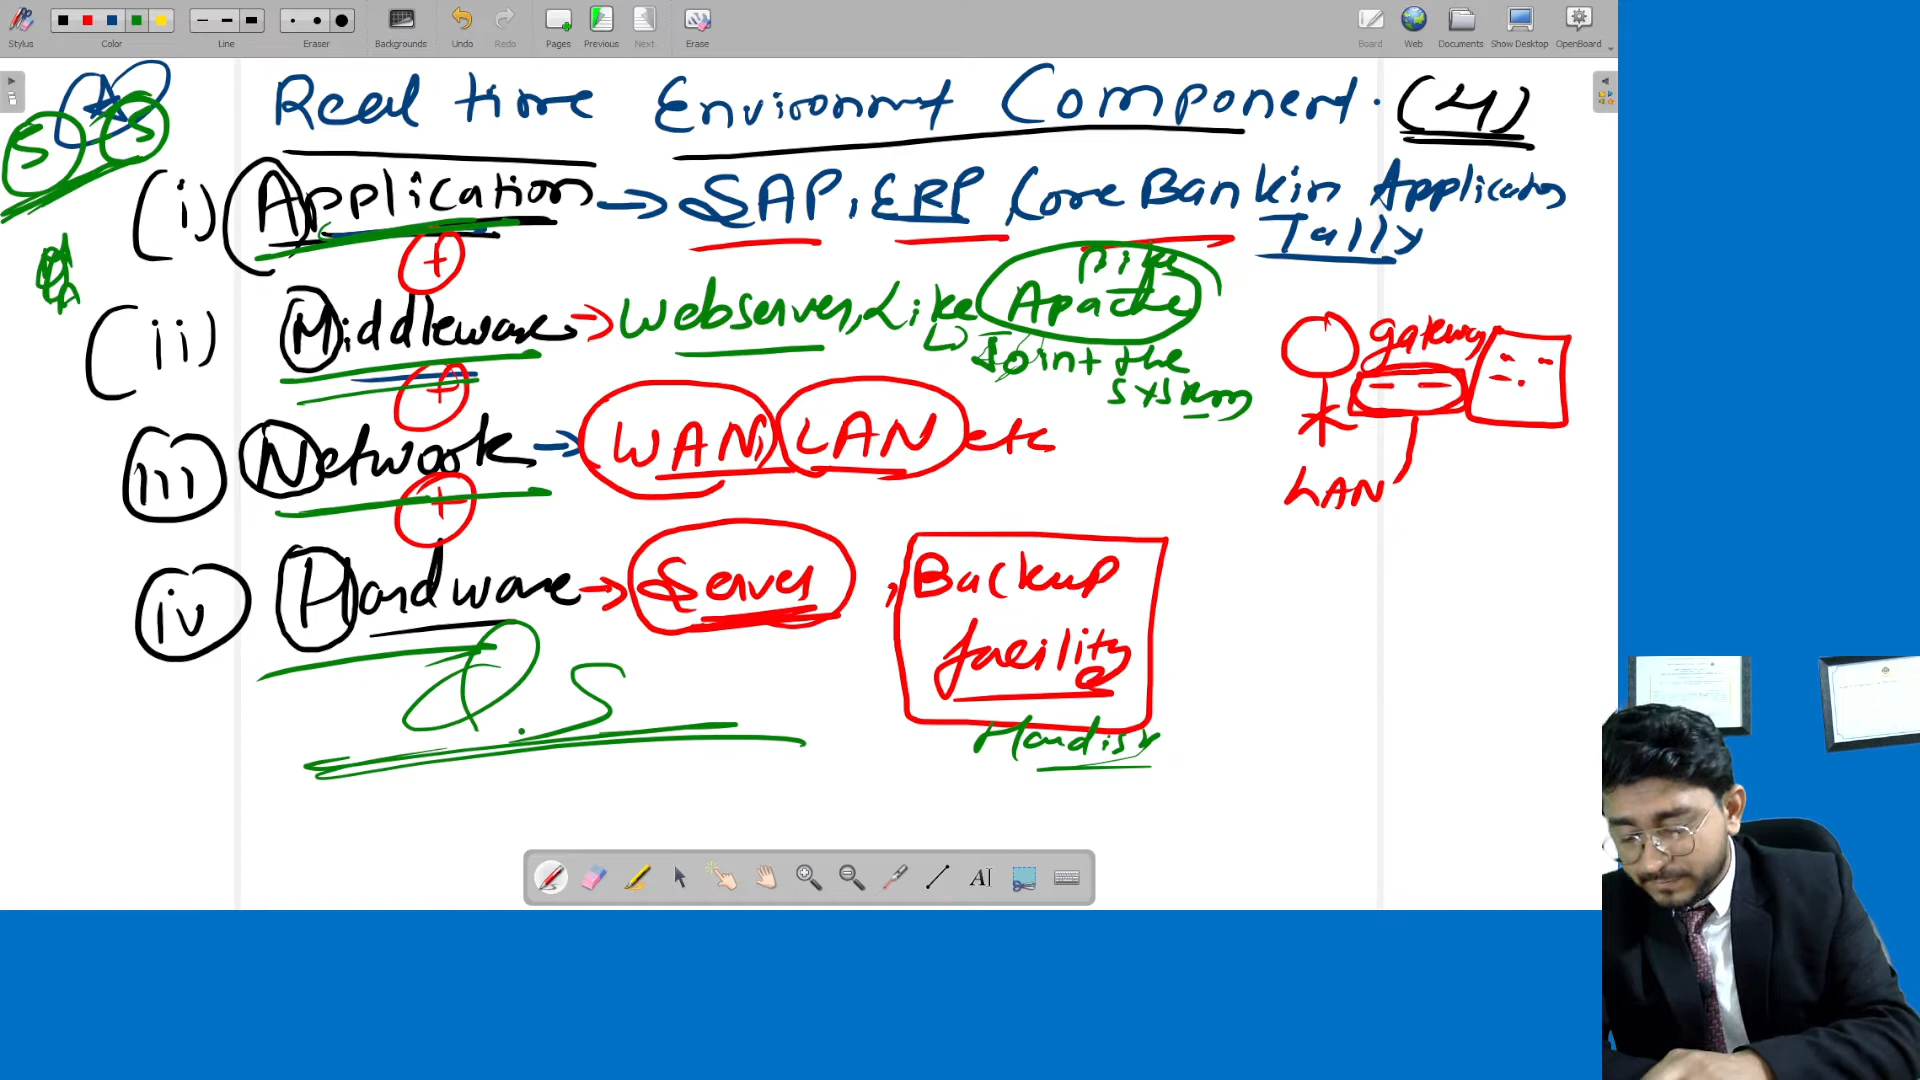 Stylus Color Line Eraser Backgrounds Undo Redo Pages Previous Next Erase Board Web Documents Show Desktop OpenBoard
Real time Environmt Component. (4)
S S
(i) Application → SAP, ERP, Core Bankin Application
Tally
+
(ii) Middleware → Webserver, Like Apache
Joint the
system
gateway
+
iii Network → WAN, LAN etc
LAN
+
iv Hardware → Server, Backup
facility
O.S
Hardisk